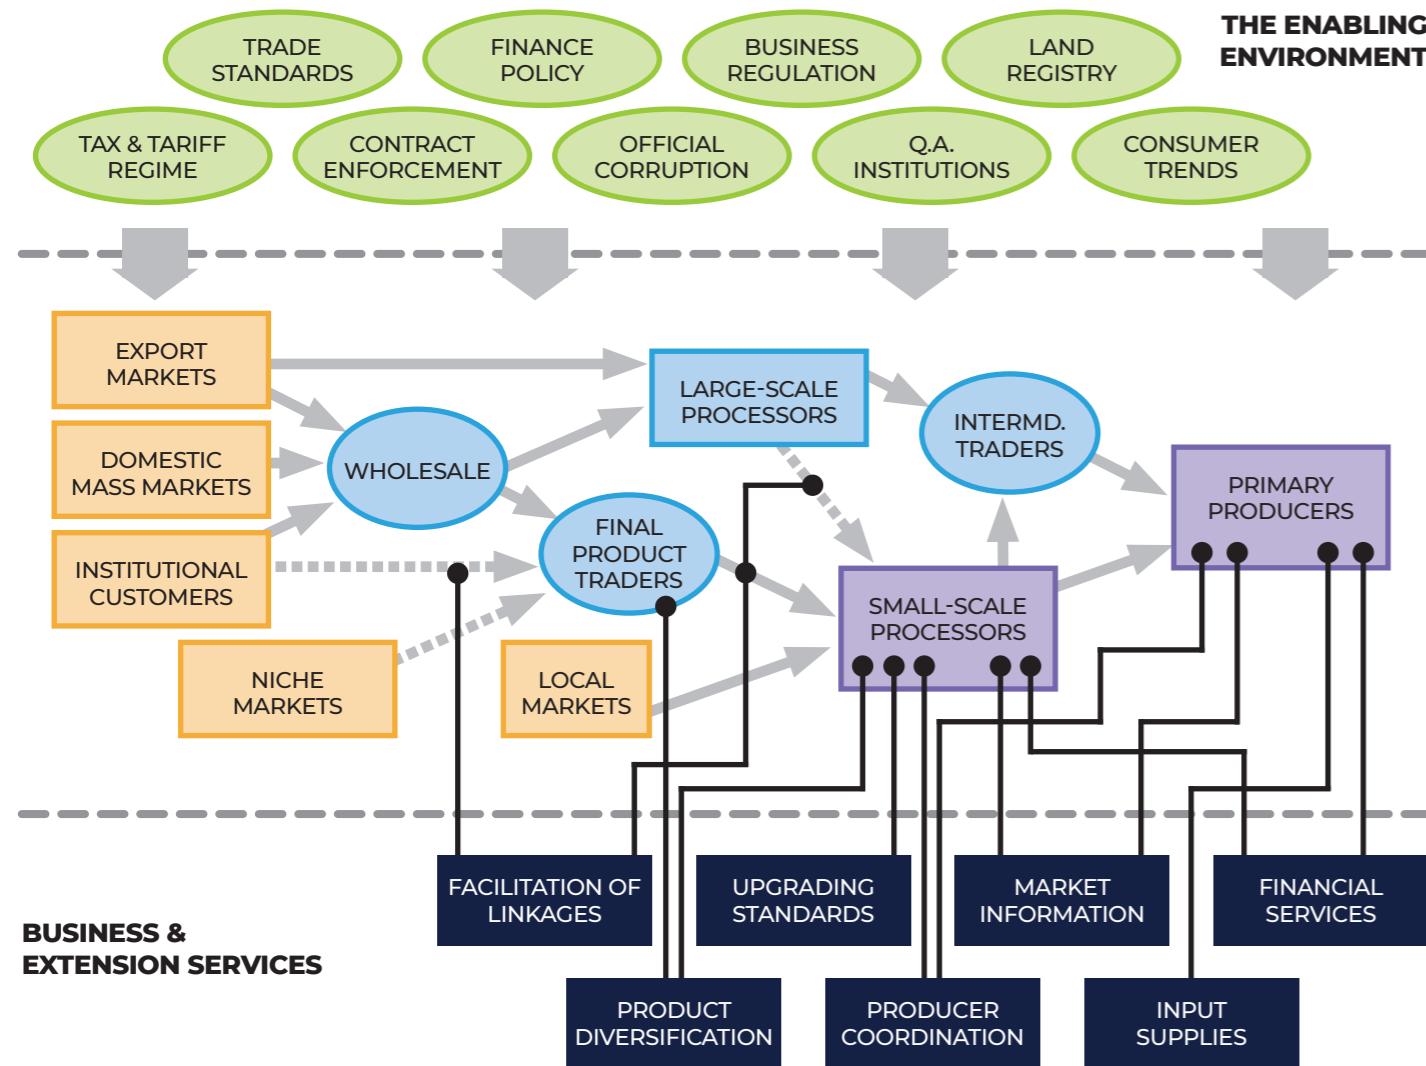 THE ENABLING
ENVIRONMENT
TRADE
STANDARDS
FINANCE
POLICY
BUSINESS
REGULATION
LAND
REGISTRY
TAX & TARIFF
REGIME
CONTRACT
ENFORCEMENT
OFFICIAL
CORRUPTION
Q.A.
INSTITUTIONS
CONSUMER
TRENDS
EXPORT
MARKETS
DOMESTIC
MASS MARKETS
INSTITUTIONAL
CUSTOMERS
NICHE
MARKETS
LOCAL
MARKETS
WHOLESALE
FINAL
PRODUCT
TRADERS
LARGE-SCALE
PROCESSORS
INTERMD.
TRADERS
SMALL-SCALE
PROCESSORS
PRIMARY
PRODUCERS
BUSINESS &
EXTENSION SERVICES
FACILITATION OF
LINKAGES
UPGRADING
STANDARDS
MARKET
INFORMATION
FINANCIAL
SERVICES
PRODUCT
DIVERSIFICATION
PRODUCER
COORDINATION
INPUT
SUPPLIES